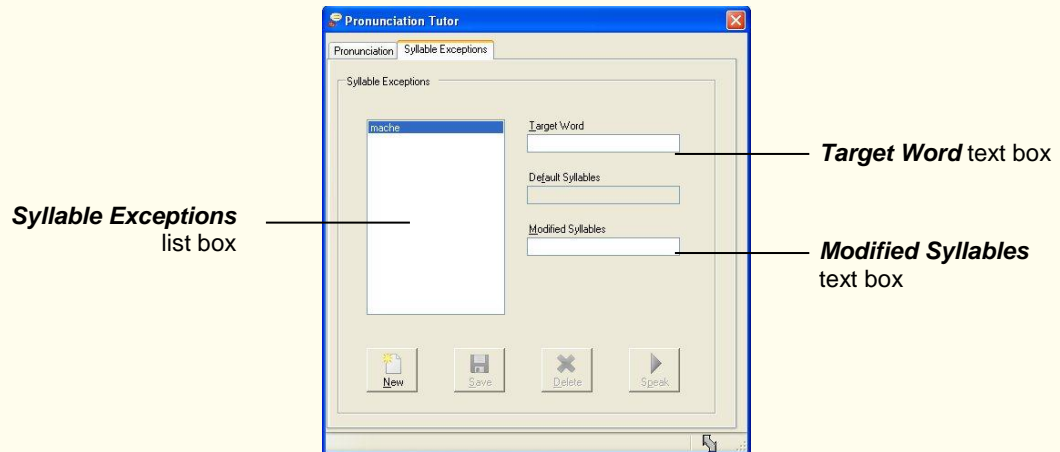 Pronunciation Tutor
Pronunciation Syllable Exceptions
Syllable Exceptions
mache
Target Word
Default Syllables
Modified Syllables
New Save Delete Speak
Target Word text box
Syllable Exceptions
list box
Modified Syllables
text box